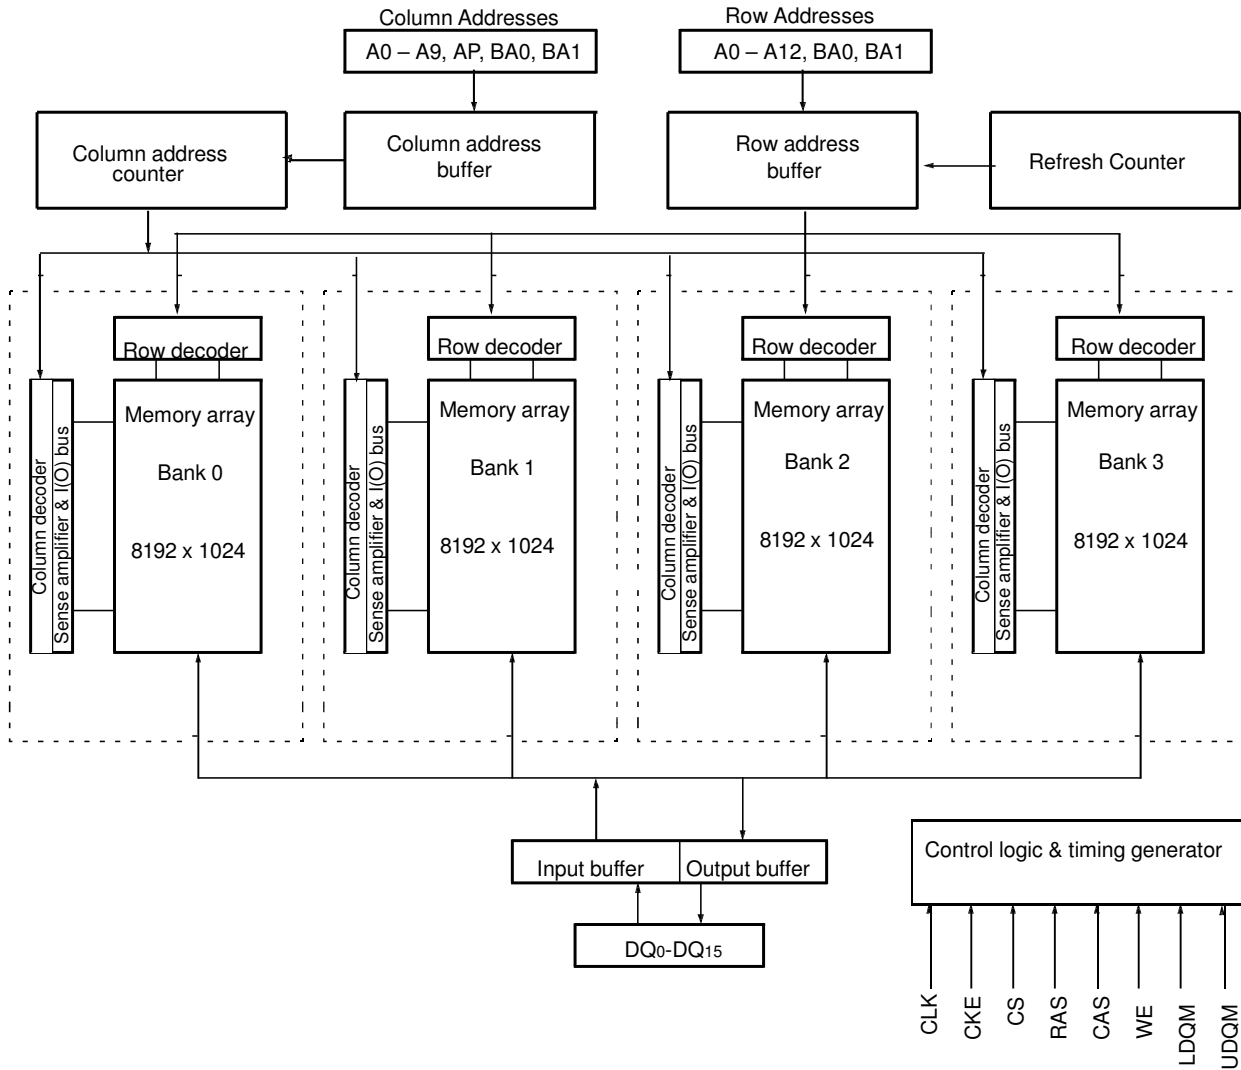 Column Addresses
Row Addresses
A0 – A9, AP, BA0, BA1
A0 – A12, BA0, BA1
Column address
counter
Column address
buffer
Row address
buffer
Refresh Counter
Row decoder
Row decoder
Row decoder
Row decoder
Column decoder
Sense amplifier & I(O) bus
Memory array
Bank 0
8192 x 1024
Column decoder
Sense amplifier & I(O) bus
Memory array
Bank 1
8192 x 1024
Column decoder
Sense amplifier & I(O) bus
Memory array
Bank 2
8192 x 1024
Column decoder
Sense amplifier & I(O) bus
Memory array
Bank 3
8192 x 1024
Input buffer
Output buffer
DQ0-DQ15
Control logic & timing generator
CLK
CKE
CS
RAS
CAS
WE
LDQM
UDQM